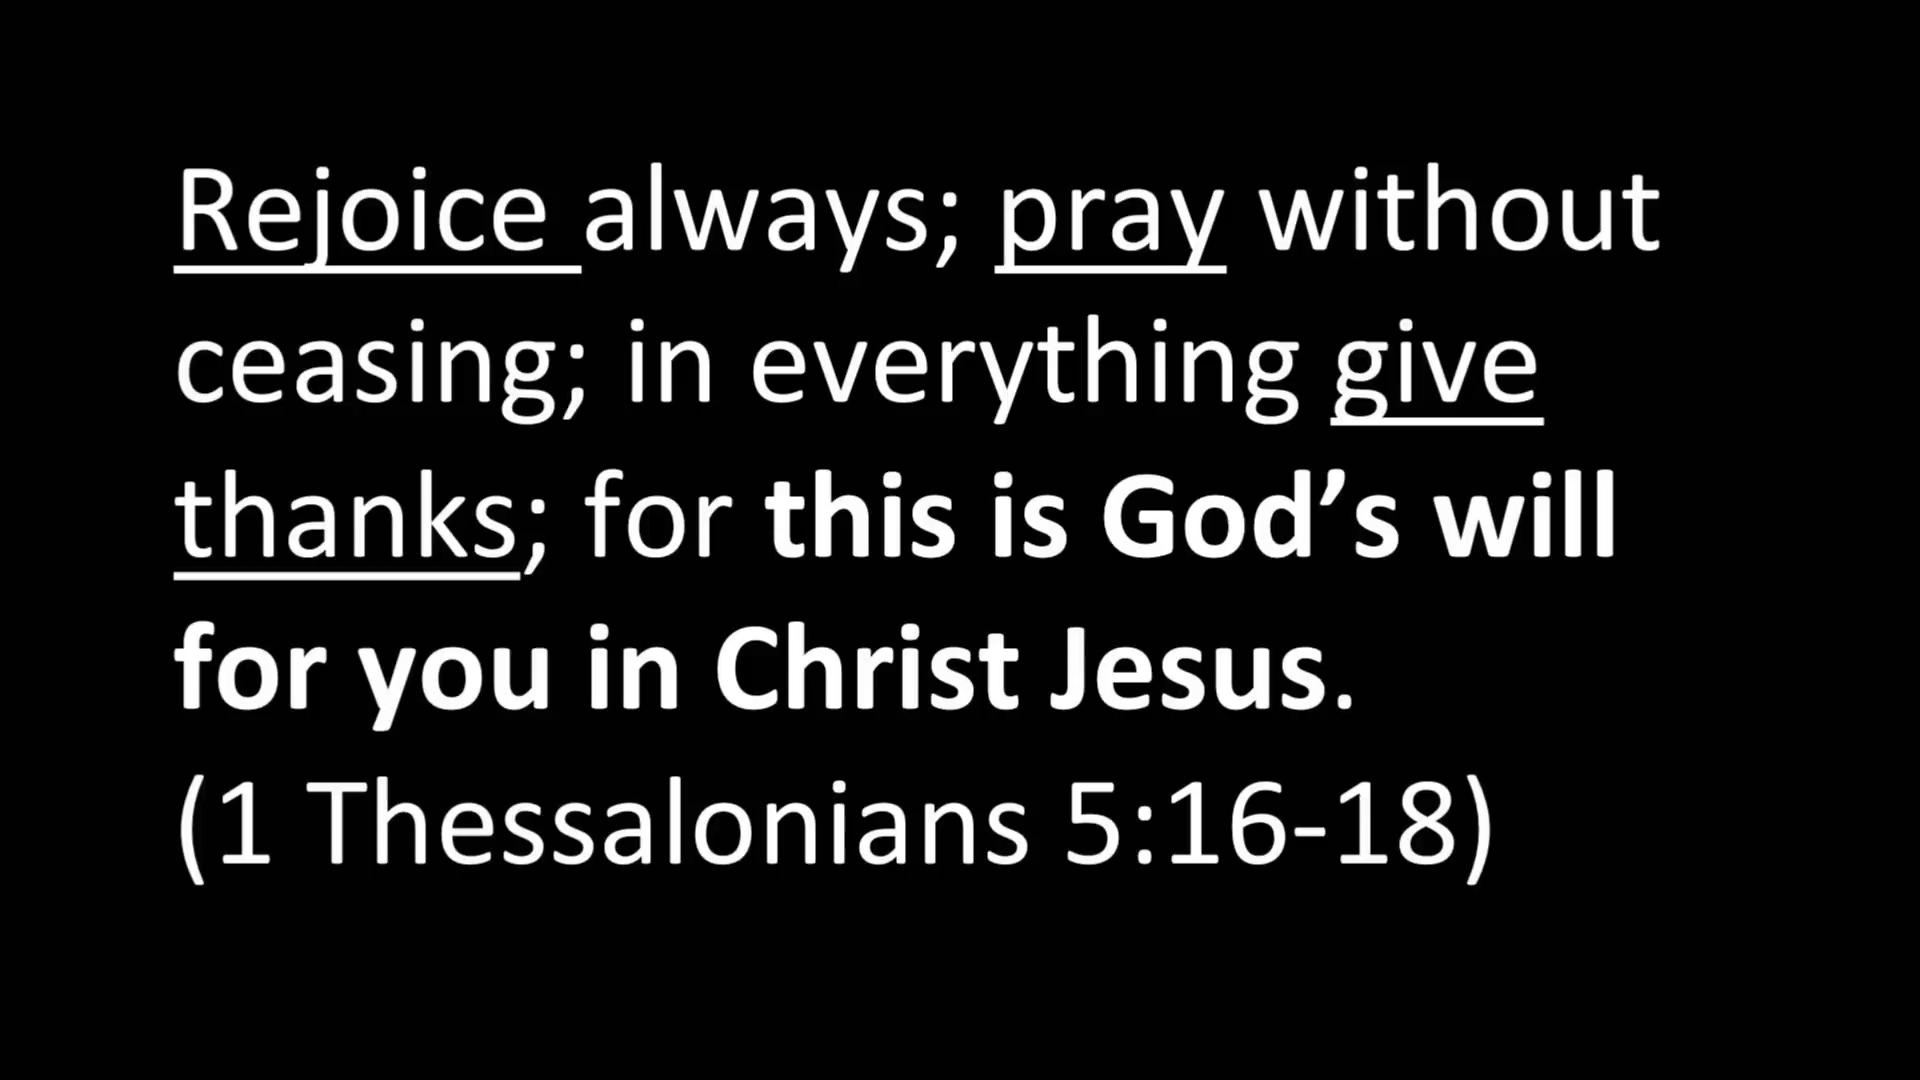 Rejoice always; pray without
ceasing; in everything give
thanks; for this is God’s will
for you in Christ Jesus.
(1 Thessalonians 5:16-18)